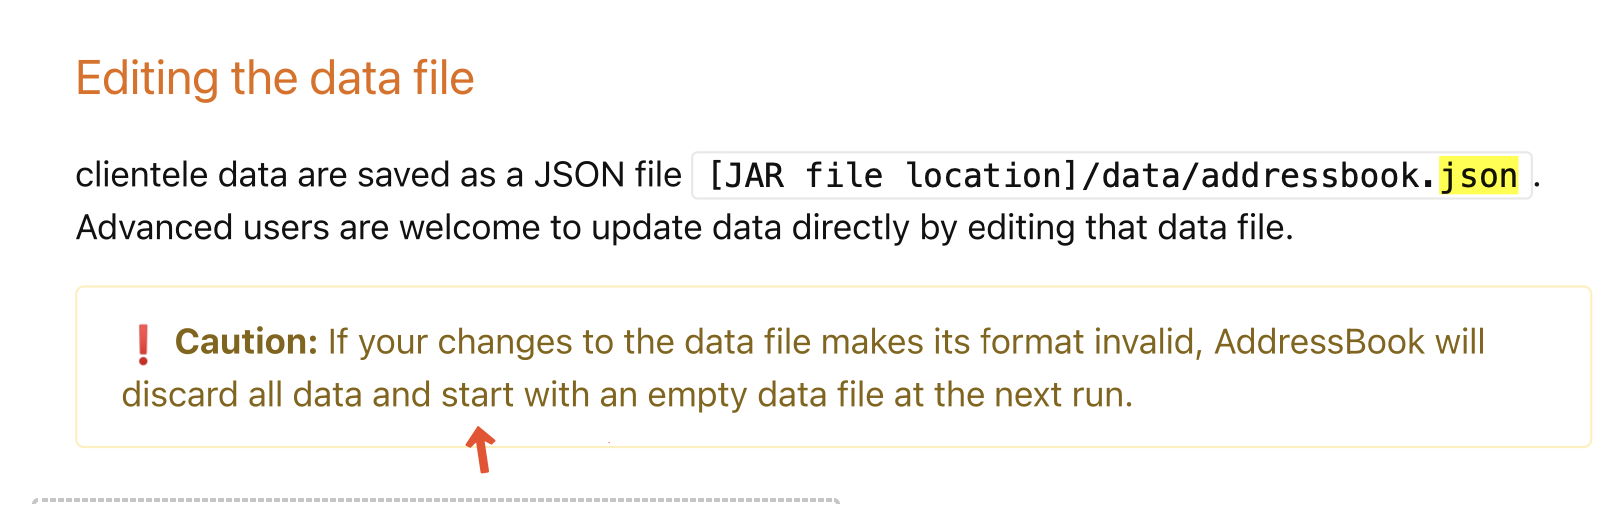 Editing the data file
clientele data are saved as a JSON file [JAR file location]/data/addressbook.json.
Advanced users are welcome to update data directly by editing that data file.
❗ Caution: If your changes to the data file makes its format invalid, AddressBook will
discard all data and start with an empty data file at the next run.